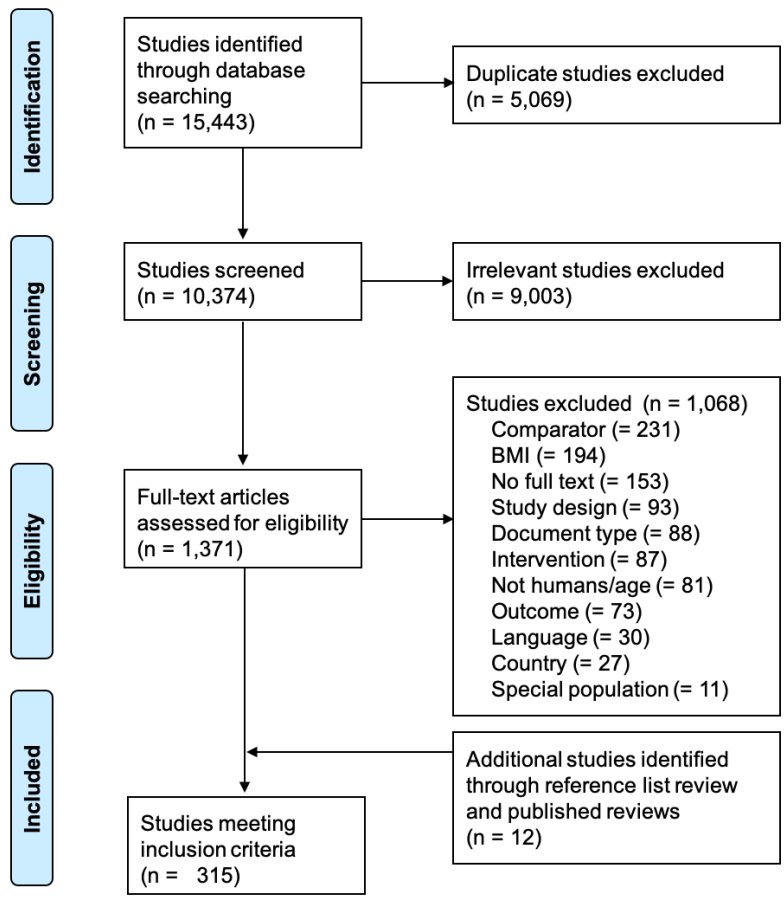 Identification
Studies identified
through database
searching
(n = 15,443)
Duplicate studies excluded
(n = 5,069)
Screening
Studies screened
(n = 10,374)
Irrelevant studies excluded
(n = 9,003)
Eligibility
Full-text articles
assessed for eligibility
(n = 1,371)
Studies excluded (n = 1,068)
Comparator (= 231)
BMI (= 194)
No full text (= 153)
Study design (= 93)
Document type (= 88)
Intervention (= 87)
Not humans/age (= 81)
Outcome (= 73)
Language (= 30)
Country (= 27)
Special population (= 11)
Included
Additional studies identified
through reference list review
and published reviews
(n = 12)
Studies meeting
inclusion criteria
(n = 315)